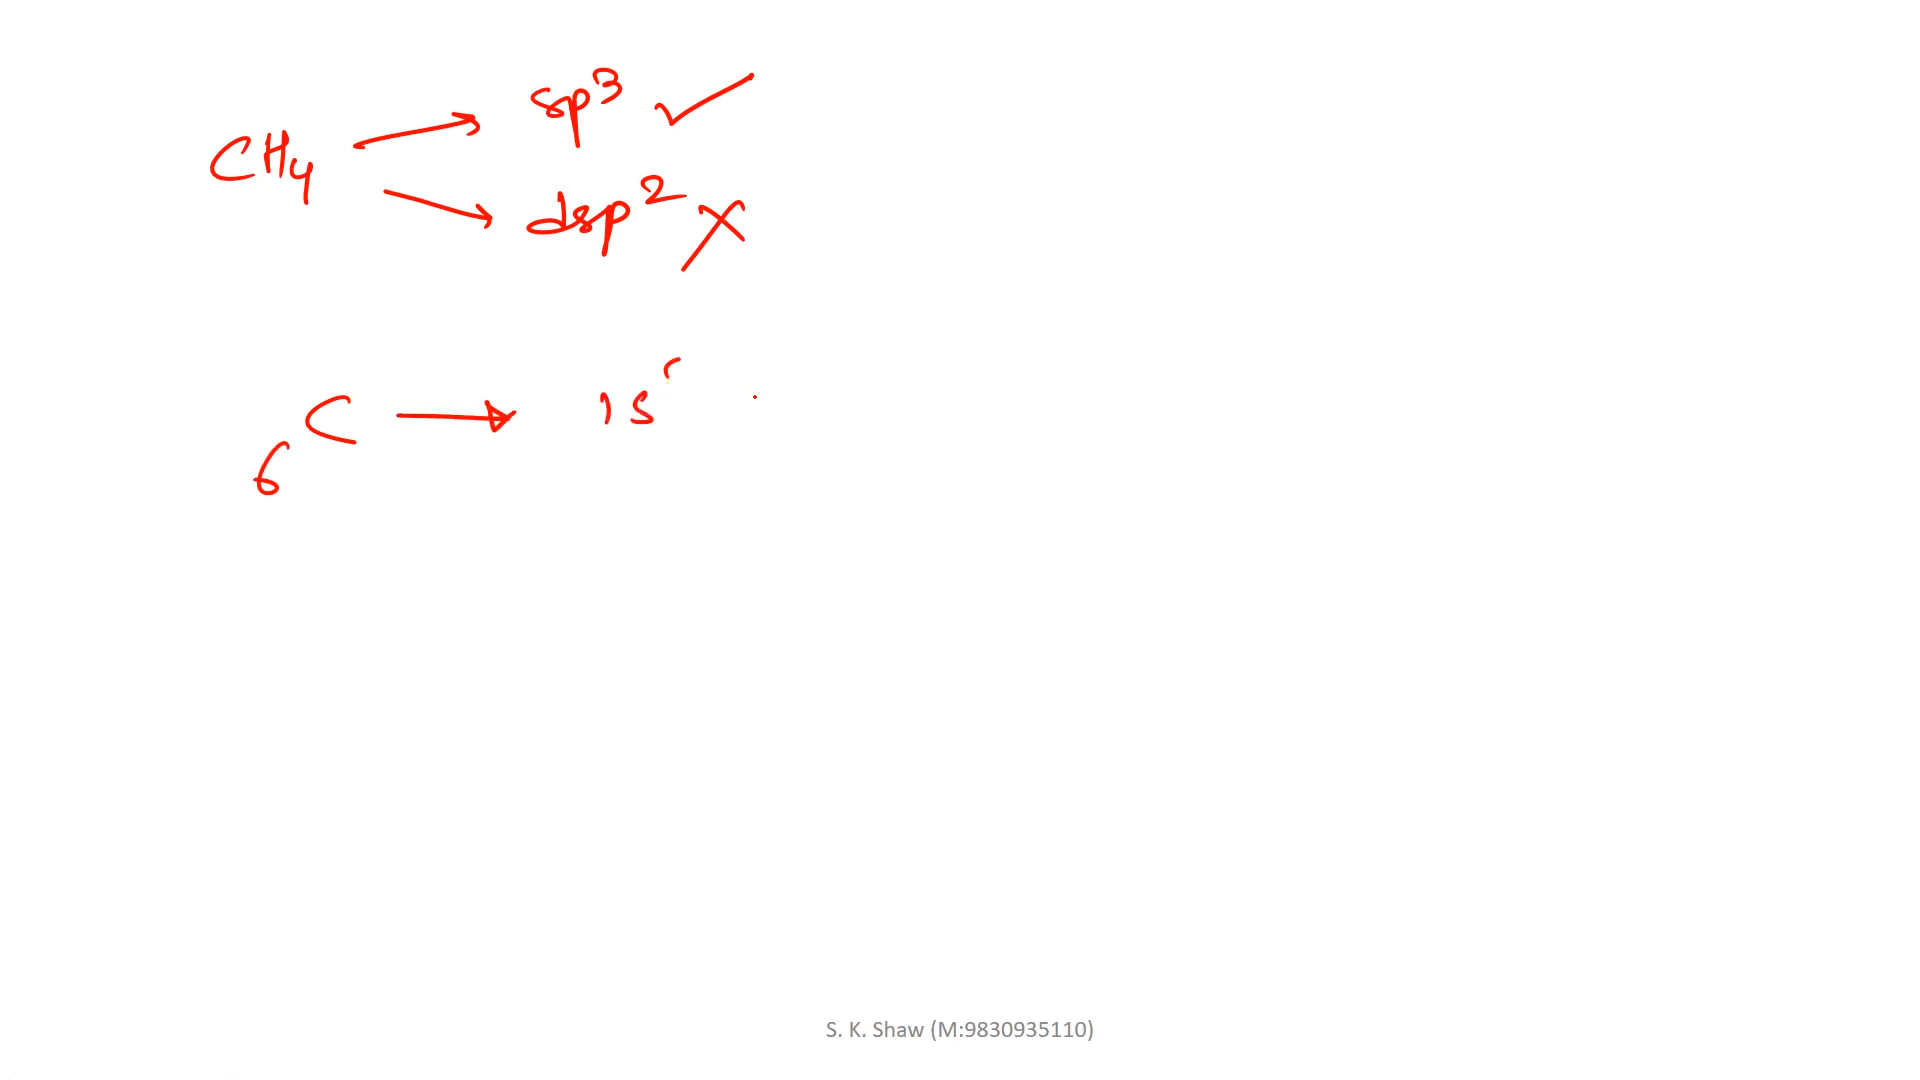 CH₄ → sp³ ✓
→ dsp² ✗
₆C → 1s
S. K. Shaw (M:9830935110)